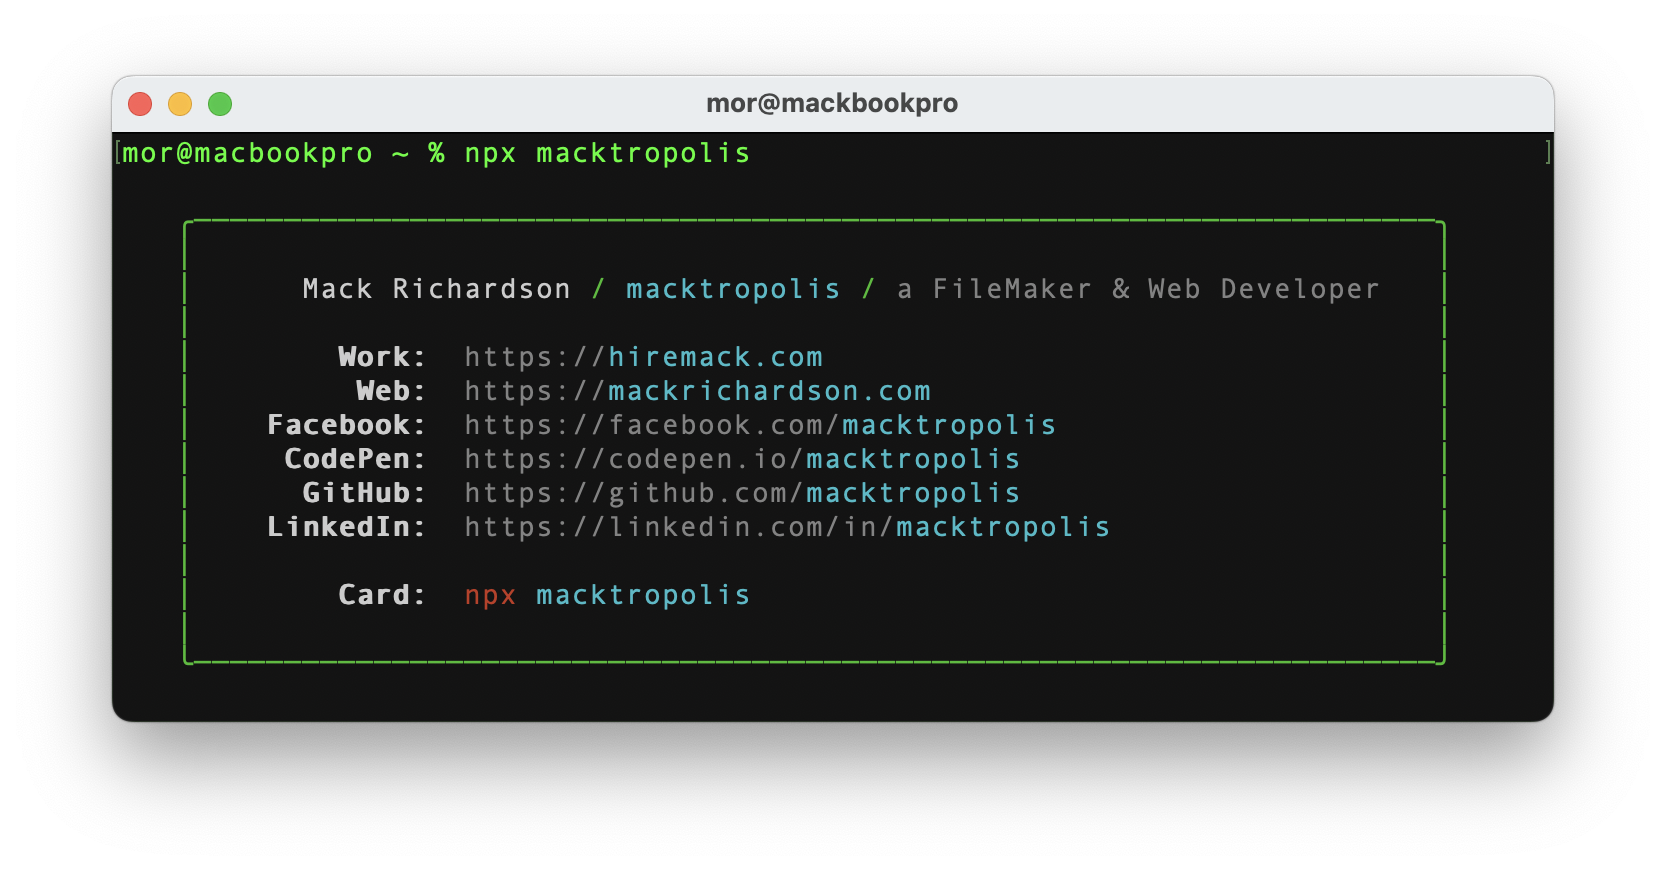 mor@mackbookpro
[mor@macbookpro ~ % npx macktropolis ]
Mack Richardson / macktropolis / a FileMaker & Web Developer
Work: https://hiremack.com
Web: https://mackrichardson.com
Facebook: https://facebook.com/macktropolis
CodePen: https://codepen.io/macktropolis
GitHub: https://github.com/macktropolis
LinkedIn: https://linkedin.com/in/macktropolis
Card: npx macktropolis